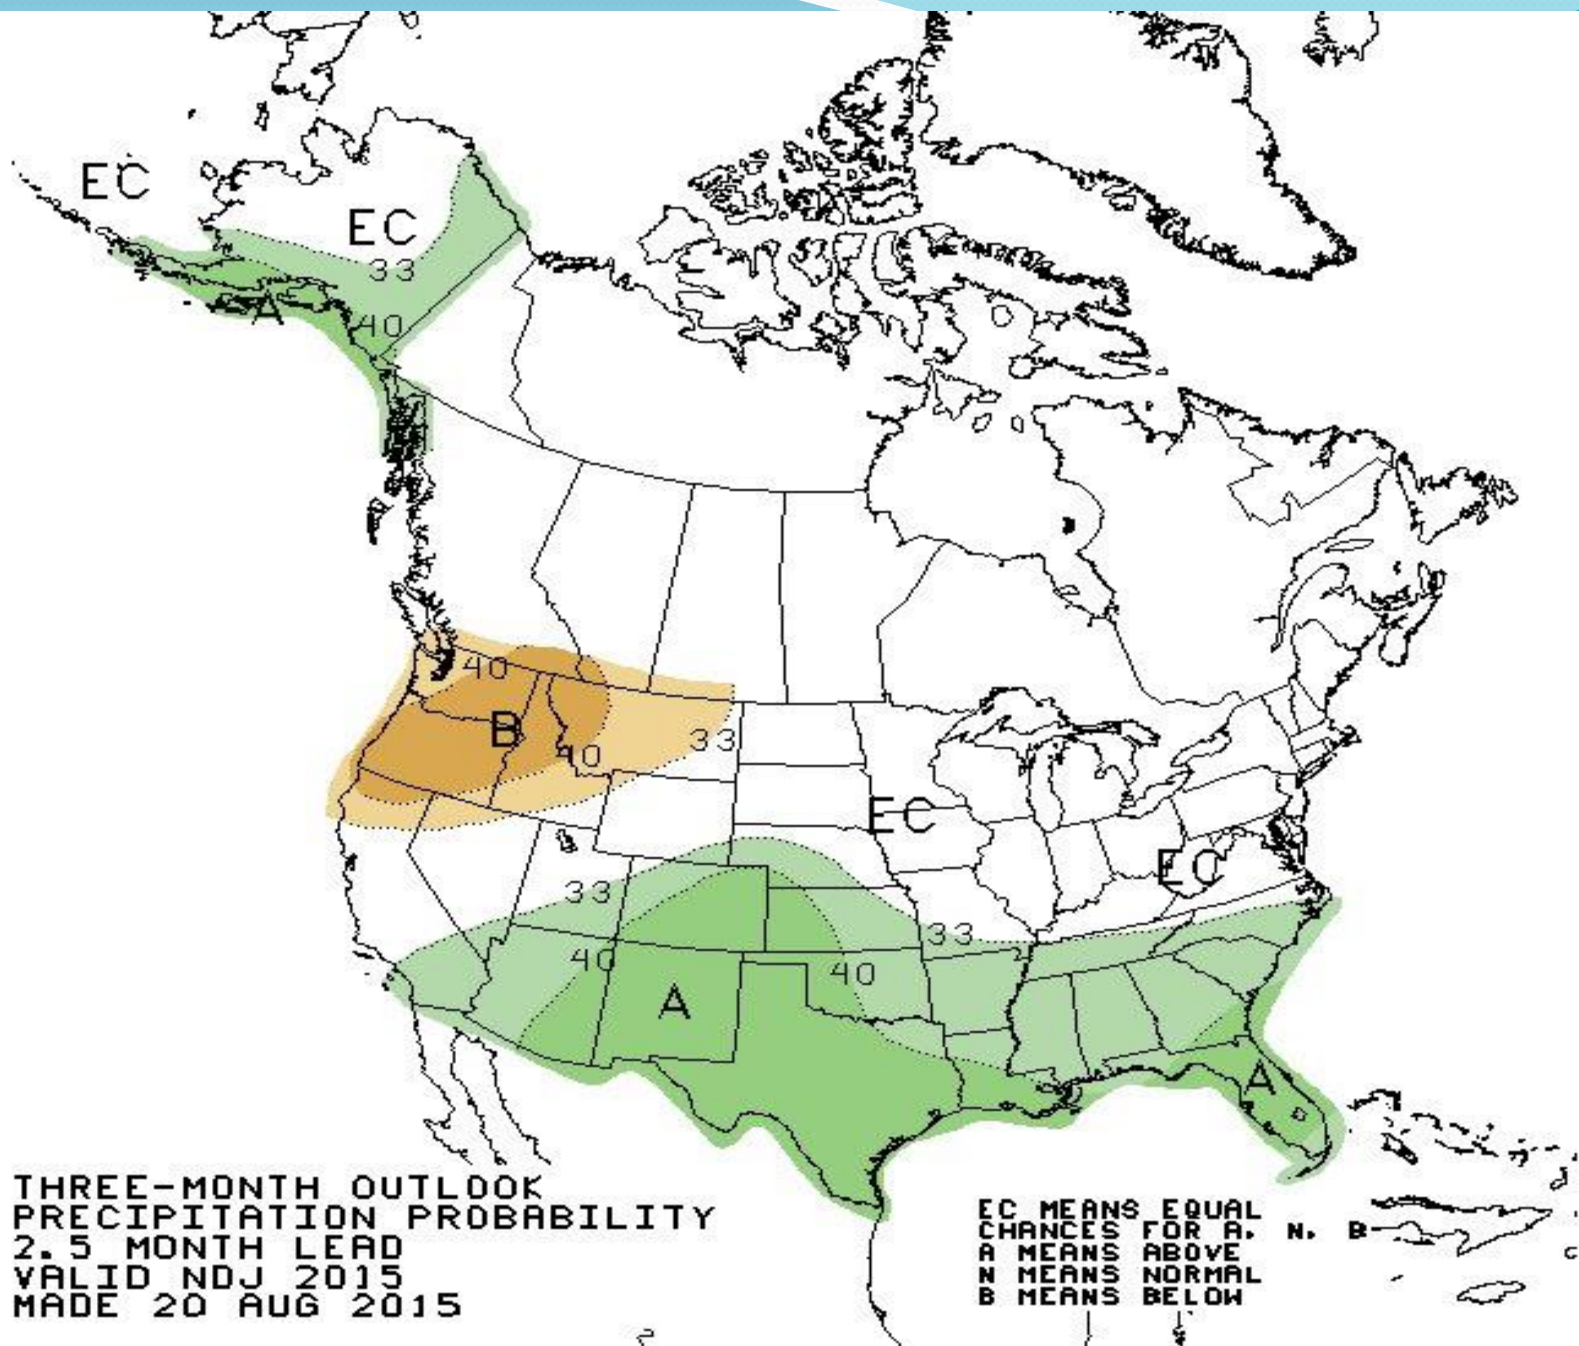 EC
EC
33
A
40
40
B
40
33
EC
EC
33
33
40
40
A
A
THREE-MONTH OUTLOOK
PRECIPITATION PROBABILITY
2.5 MONTH LEAD
VALID NDJ 2015
MADE 20 AUG 2015
EC MEANS EQUAL
CHANCES FOR A, N, B
A MEANS ABOVE
N MEANS NORMAL
B MEANS BELOW